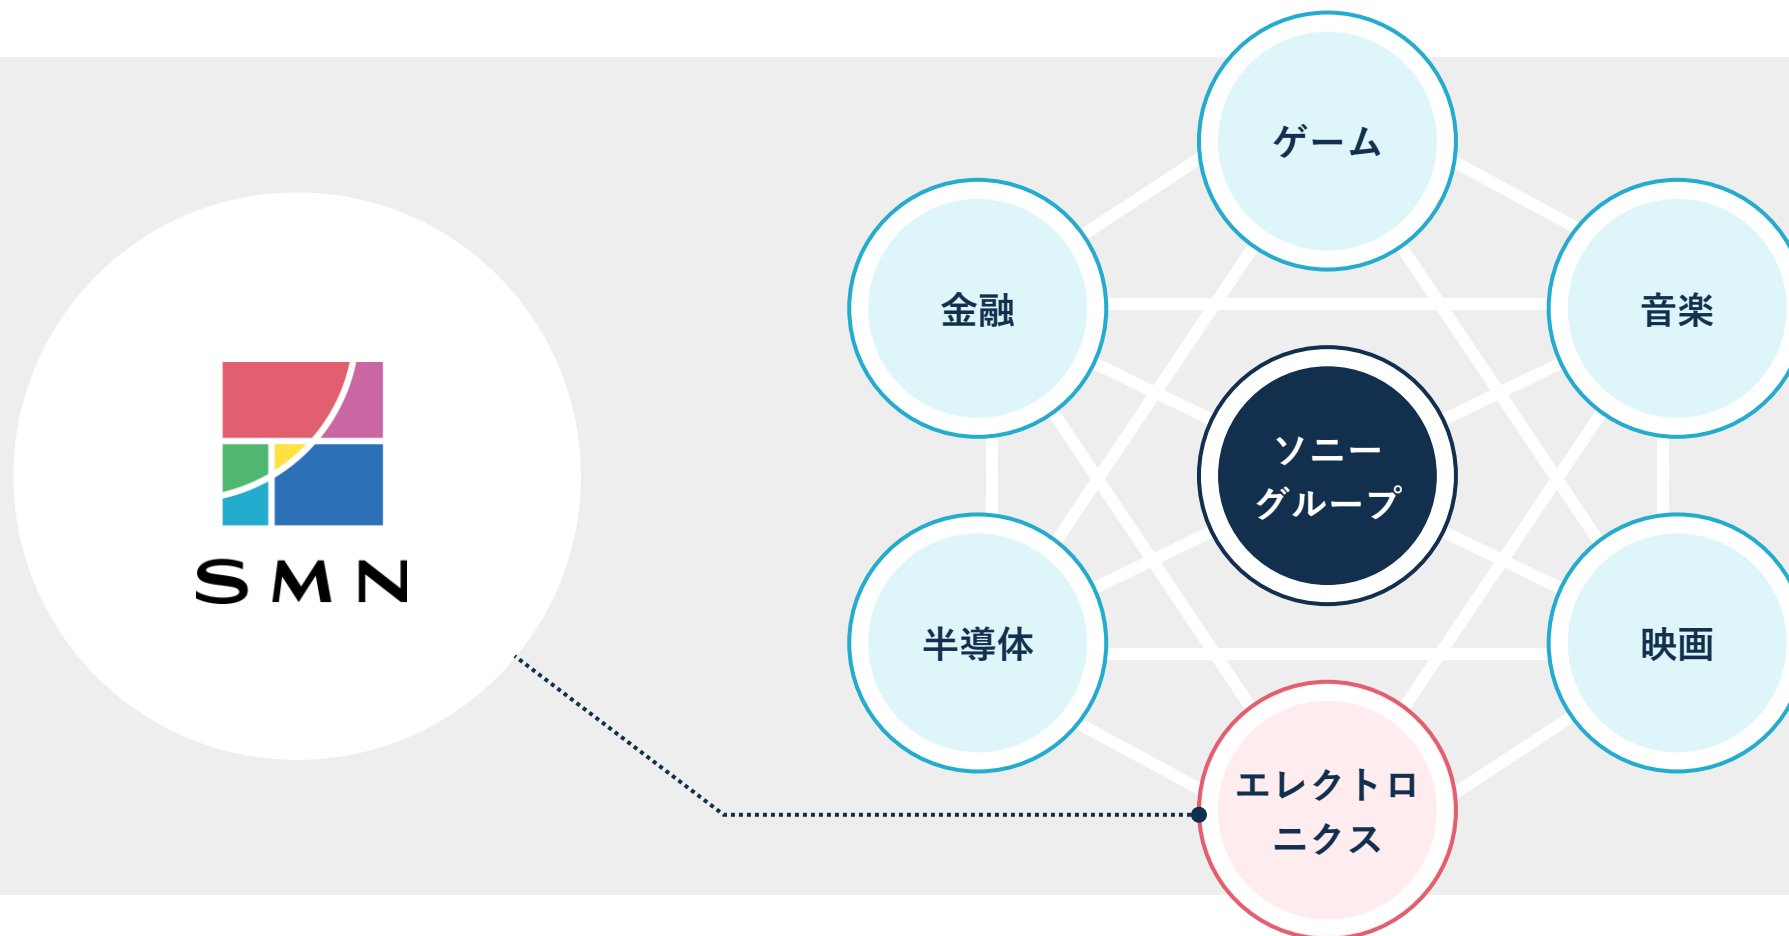 SMN
ゲーム
金融
音楽
ソニー
グループ
半導体
映画
エレクトロ
ニクス